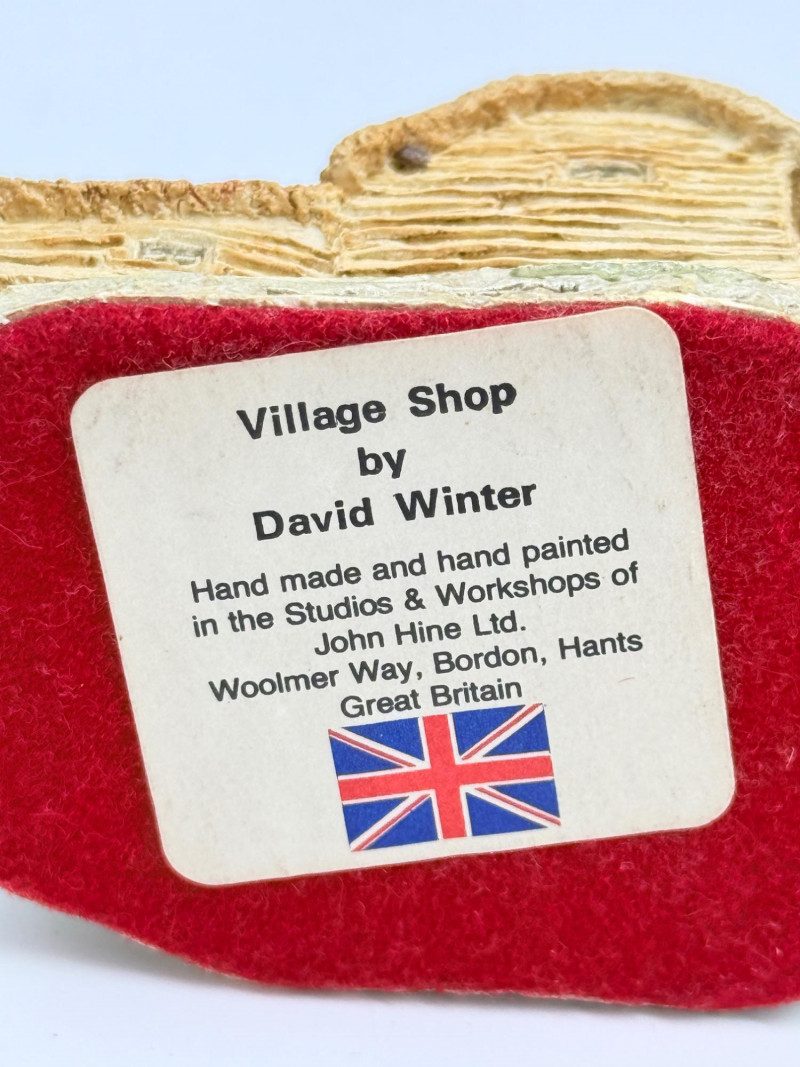 Village Shop
by
David Winter
Hand made and hand painted
in the Studios & Workshops of
John Hine Ltd.
Woolmer Way, Bordon, Hants
Great Britain